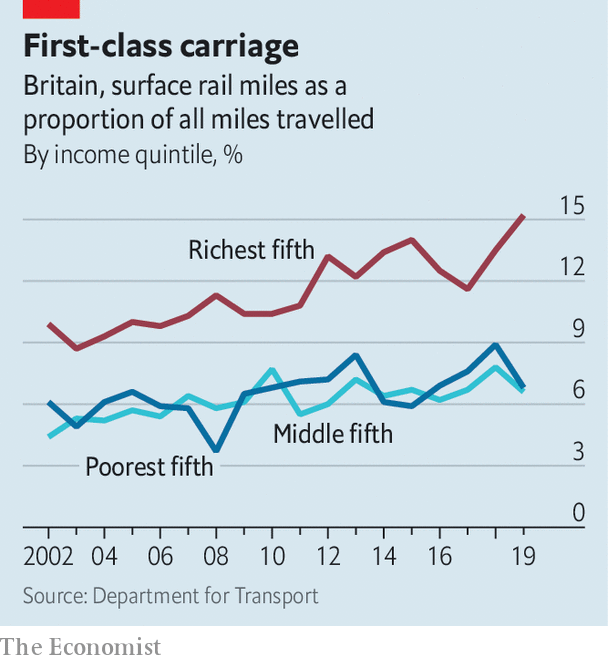 First-class carriage
Britain, surface rail miles as a
proportion of all miles travelled
By income quintile, %
15
Richest fifth
12
9
6
Middle fifth
Poorest fifth
3
0
2002 04 06 08 10 12 14 16 19
Source: Department for Transport
The Economist